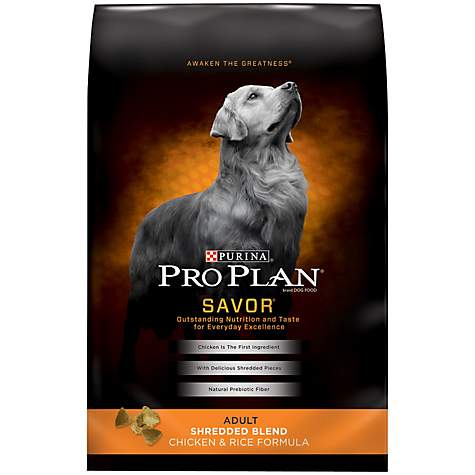 AWAKEN THE GREATNESS®
PURINA®
PRO PLAN®
brand DOG FOOD
SAVOR®
Outstanding Nutrition and Taste
for Everyday Excellence
Chicken Is The First Ingredient
With Delicious Shredded Pieces
Natural Prebiotic Fiber
ADULT
SHREDDED BLEND
CHICKEN & RICE FORMULA